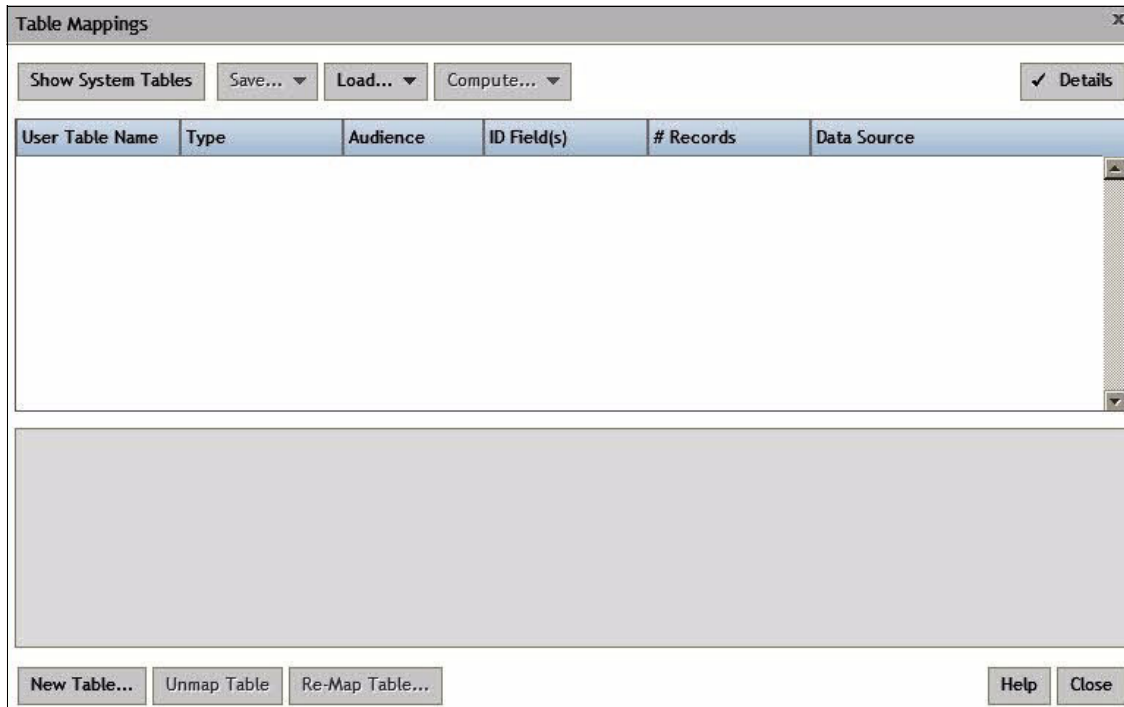 Table Mappings x
Show System Tables Save... Load... Compute... ✓ Details
User Table Name Type Audience ID Field(s) # Records Data Source
New Table... Unmap Table Re-Map Table... Help Close